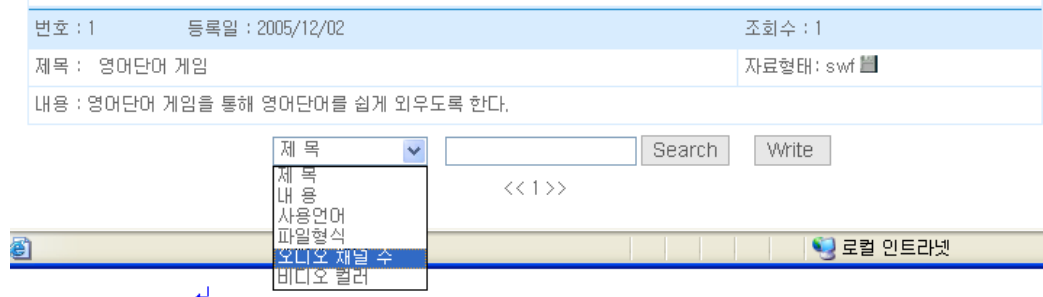 번호 : 1 등록일 : 2005/12/02 조회수 : 1
제목 : 영어단어 게임 자료형태: swf
내용 : 영어단어 게임을 통해 영어단어를 쉽게 외우도록 한다.
제 목 Search Write
제 목
내 용
사용언어
파일형식
오디오 채널 수
비디오 컬러
<< 1 >>
로컬 인트라넷